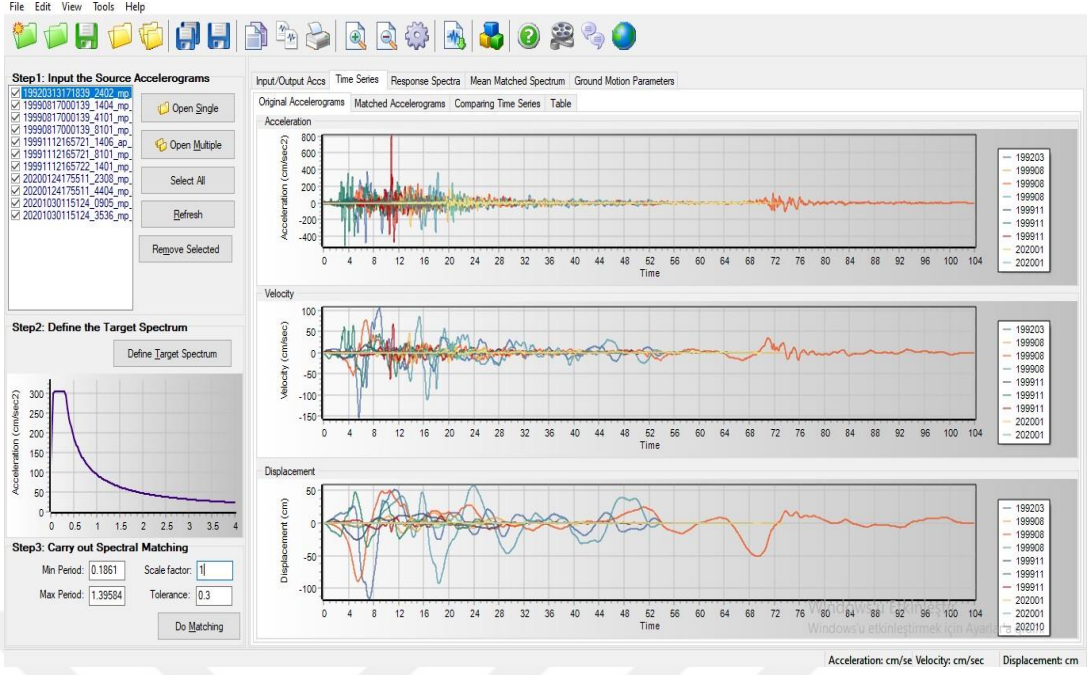 File Edit View Tools Help
Step1: Input the Source Accelerograms
19920313171839_2402_mp_
19990817000139_1404_mp_
19990817000139_4101_mp_
19990817000139_8101_mp_
19991112165721_1406_ap_
19991112165721_8101_mp_
19991112165722_1401_mp_
20200124175511_2308_mp_
20200124175511_4404_mp_
20201030115124_0905_mp_
20201030115124_3536_mp_
Open Single
Open Multiple
Select All
Refresh
Remove Selected
Step2: Define the Target Spectrum
Define Target Spectrum
Acceleration (cm/sec2)
300
250
200
150
100
50
0
0 0.5 1 1.5 2 2.5 3 3.5 4
Step3: Carry out Spectral Matching
Min Period: 0.1861 Scale factor: 1
Max Period: 1.39584 Tolerance: 0.3
Do Matching
Input/Output Accs Time Series Response Spectra Mean Matched Spectrum Ground Motion Parameters
Original Accelerograms Matched Accelerograms Comparing Time Series Table
Acceleration
Acceleration (cm/sec2)
800
600
400
200
0
-200
-400
0 4 8 12 16 20 24 28 32 36 40 44 48 52 56 60 64 68 72 76 80 84 88 92 96 100 104
Time
199203
199908
199908
199908
199911
199911
199911
202001
202001
Velocity
Velocity (cm/sec)
100
50
0
-50
-100
-150
0 4 8 12 16 20 24 28 32 36 40 44 48 52 56 60 64 68 72 76 80 84 88 92 96 100 104
Time
199203
199908
199908
199908
199911
199911
199911
202001
202001
Displacement
Displacement (cm)
50
0
-50
-100
0 4 8 12 16 20 24 28 32 36 40 44 48 52 56 60 64 68 72 76 80 84 88 92 96 100 104
Time
199203
199908
199908
199908
199911
199911
199911
202001
202001
202010
Windows'u Etkinleştir
Windows'u etkinleştirmek için Ayarlar'a
Acceleration: cm/se Velocity: cm/sec Displacement: cm